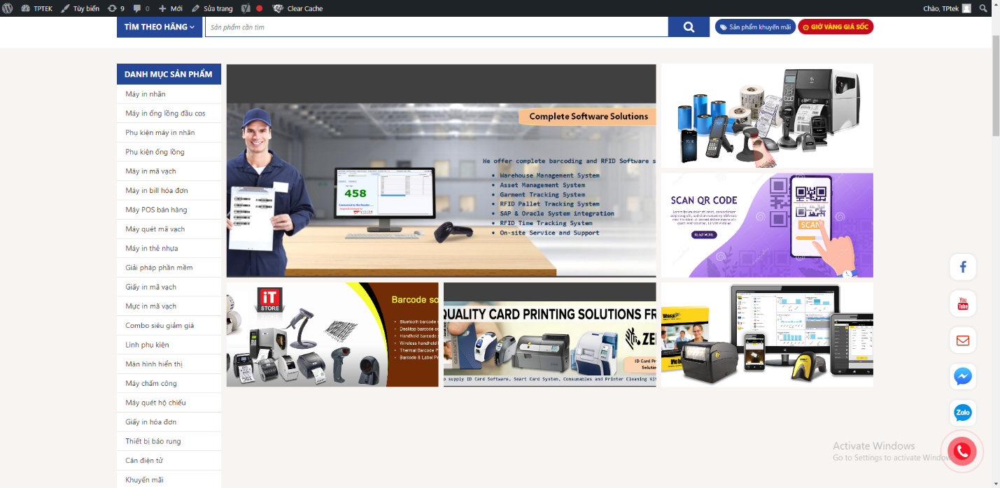 TPTEK
Tùy biến
9
0
Mới
Sửa trang
Clear Cache
Chào, TPtek
TÌM THEO HÃNG
Sản phẩm cần tìm
Sản phẩm khuyến mãi
GIỜ VÀNG GIÁ SỐC
DANH MỤC SẢN PHẨM
Máy in nhãn
Máy in ống lồng đầu cos
Phụ kiện máy in nhãn
Phụ kiện ống lồng
Máy in mã vạch
Máy in bill hóa đơn
Máy POS bán hàng
Máy quét mã vạch
Máy in thẻ nhựa
Giải pháp phần mềm
Giấy in mã vạch
Mực in mã vạch
Combo siêu giảm giá
Linh phụ kiện
Màn hình hiển thị
Máy chấm công
Máy quét hộ chiếu
Giấy in hóa đơn
Thiết bị báo rung
Cân điện tử
Khuyến mãi
Complete Software Solutions
We offer complete barcoding and RFID Software s
• Warehouse Management System
• Asset Management System
• Garment Tracking System
• RFID Pallet Tracking System
• SAP & Oracle System integration
• RFID Time Tracking System
• On-site Service and Support
458
SCAN QR CODE
READ MORE
SCAN
iT
STORE
Barcode so
• Bluetooth barcode
• Desktop barcode sc
• Handheld barcode
• Wireless handheld
• Thermal Barcode P
• Barcode & Label Pr
QUALITY CARD PRINTING SOLUTIONS FR
ZE
ID Card Pr
Solutio
o supply ID Card Software, Smart Card System, Consumables and Printer Cleaning Kit
Wasp
Mob
You
Tube
Zalo
Activate Windows
Go to Settings to activate Window